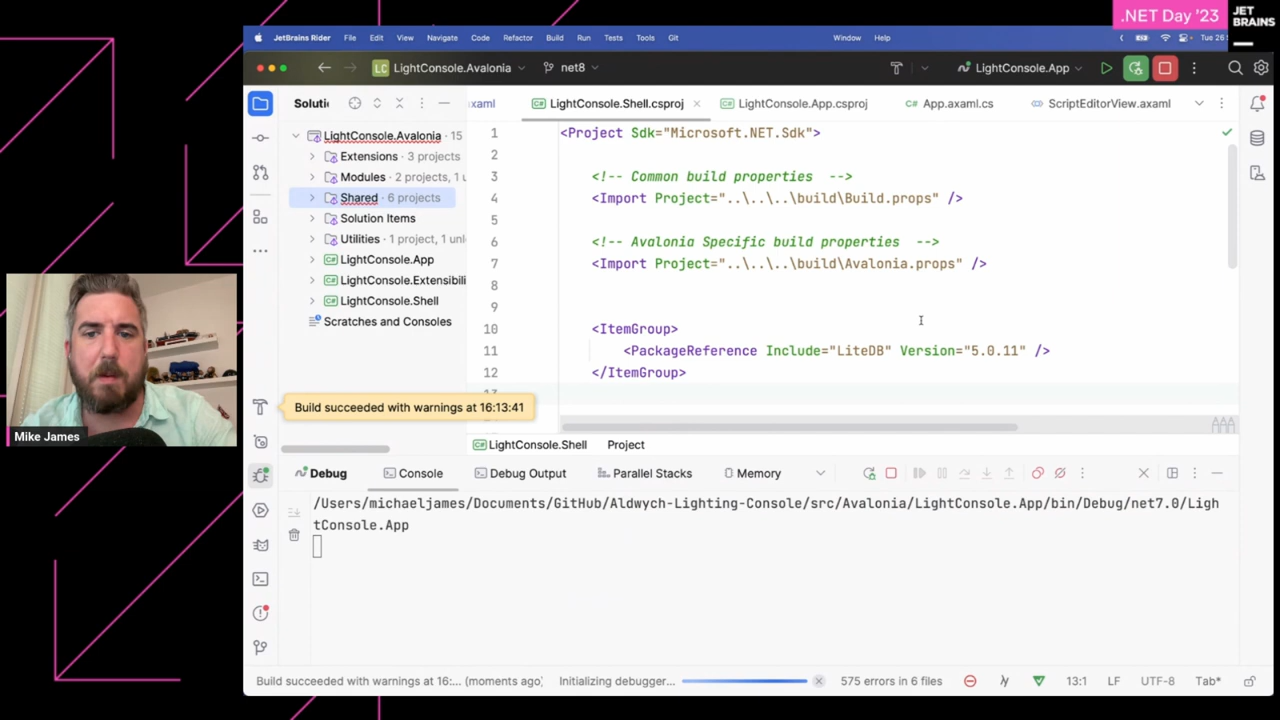 .NET Day '23
JET
BRAINS
JetBrains Rider File Edit View Navigate Code Refactor Build Run Tests Tools Git Window Help Tue 26
LC LightConsole.Avalonia net8 LightConsole.App
Soluti
axaml LightConsole.Shell.csproj LightConsole.App.csproj App.axaml.cs ScriptEditorView.axaml
LightConsole.Avalonia · 15
Extensions · 3 projects
Modules · 2 projects, 1 u
Shared · 6 projects
Solution Items
Utilities · 1 project, 1 unl
LightConsole.App
LightConsole.Extensibili
LightConsole.Shell
Scratches and Consoles
1 <Project Sdk="Microsoft.NET.Sdk">
2
3 <!-- Common build properties -->
4 <Import Project="..\..\..\build\Build.props" />
5
6 <!-- Avalonia Specific build properties -->
7 <Import Project="..\..\..\build\Avalonia.props" />
8
9
10 <ItemGroup>
11 <PackageReference Include="LiteDB" Version="5.0.11" />
12 </ItemGroup>
13
Build succeeded with warnings at 16:13:41
Mike James
LightConsole.Shell Project
Debug Console Debug Output Parallel Stacks Memory
/Users/michaeljames/Documents/GitHub/Aldwych-Lighting-Console/src/Avalonia/LightConsole.App/bin/Debug/net7.0/Ligh
tConsole.App
Build succeeded with warnings at 16:... (moments ago) Initializing debugger... 575 errors in 6 files 13:1 LF UTF-8 Tab*